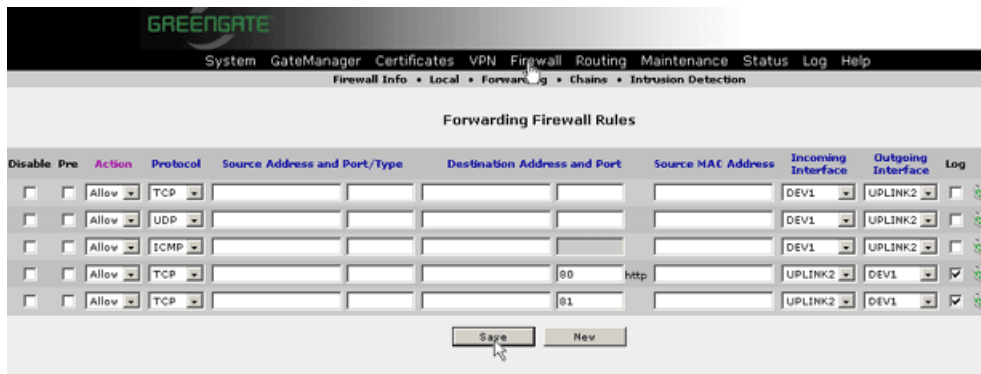 GREENGATE
System GateManager Certificates VPN Firewall Routing Maintenance Status Log Help
Firewall Info • Local • Forwarding • Chains • Intrusion Detection
Forwarding Firewall Rules
Disable Pre Action Protocol Source Address and Port/Type Destination Address and Port Source MAC Address Incoming Interface Outgoing Interface Log
Allow TCP DEV1 UPLINK2
Allow UDP DEV1 UPLINK2
Allow ICMP DEV1 UPLINK2
Allow TCP 80 http UPLINK2 DEV1
Allow TCP 81 UPLINK2 DEV1
Save New